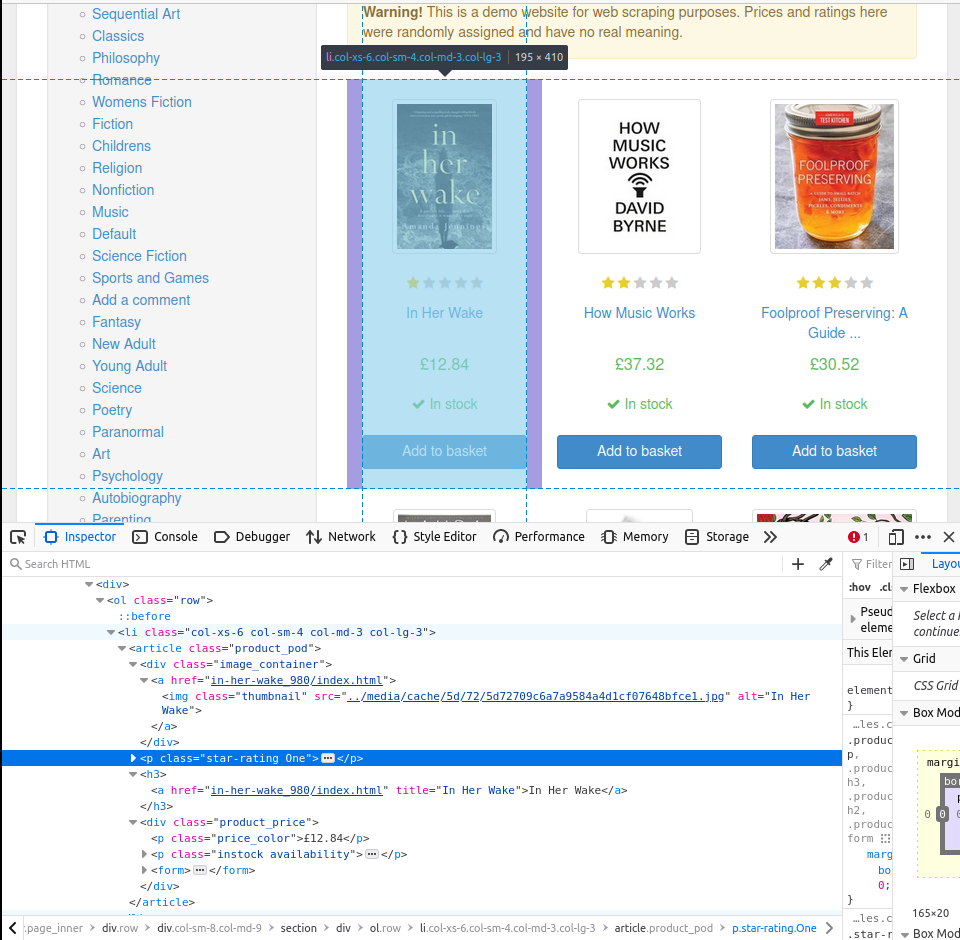 Sequential Art
Classics
Philosophy
Romance
Womens Fiction
Fiction
Childrens
Religion
Nonfiction
Music
Default
Science Fiction
Sports and Games
Add a comment
Fantasy
New Adult
Young Adult
Science
Poetry
Paranormal
Art
Psychology
Autobiography
Parenting
Warning! This is a demo website for web scraping purposes. Prices and ratings here
were randomly assigned and have no real meaning.
li.col-xs-6.col-sm-4.col-md-3.col-lg-3 195 × 410
in
her
wake
Amanda Jennings
In Her Wake
£12.84
In stock
Add to basket
HOW
MUSIC
WORKS
DAVID
BYRNE
How Music Works
£37.32
In stock
Add to basket
TEST KITCHEN
FOOLPROOF
PRESERVING
Foolproof Preserving: A
Guide ...
£30.52
In stock
Add to basket
Inspector Console Debugger Network Style Editor Performance Memory Storage 1
Search HTML
<div>
<ol class="row">
::before
<li class="col-xs-6 col-sm-4 col-md-3 col-lg-3">
<article class="product_pod">
<div class="image_container">
<a href="in-her-wake_980/index.html">
<img class="thumbnail" src="../media/cache/5d/72/5d72709c6a7a9584a4d1cf07648bfce1.jpg" alt="In Her
Wake">
</a>
</div>
<p class="star-rating One"> ••• </p>
<h3>
<a href="in-her-wake_980/index.html" title="In Her Wake">In Her Wake</a>
</h3>
<div class="product_price">
<p class="price_color">£12.84</p>
<p class="instock availability"> ••• </p>
<form> ••• </form>
</div>
</article>
.page_inner > div.row > div.col-sm-8.col-md-9 > section > div > ol.row > li.col-xs-6.col-sm-4.col-md-3.col-lg-3 > article.product_pod > p.star-rating.One
Filter
:hov .cl
Pseud
eleme
This Elem
element
}
…les.c
.produc
p,
.produc
h3,
.produc
h2,
.produc
form
marg
bo
0;
}
…les.c
.star-r
Layou
Flexbox
Select a
continue.
Grid
CSS Grid
Box Mod
margi
bor
p
0 0 0
165×20
Box Mod